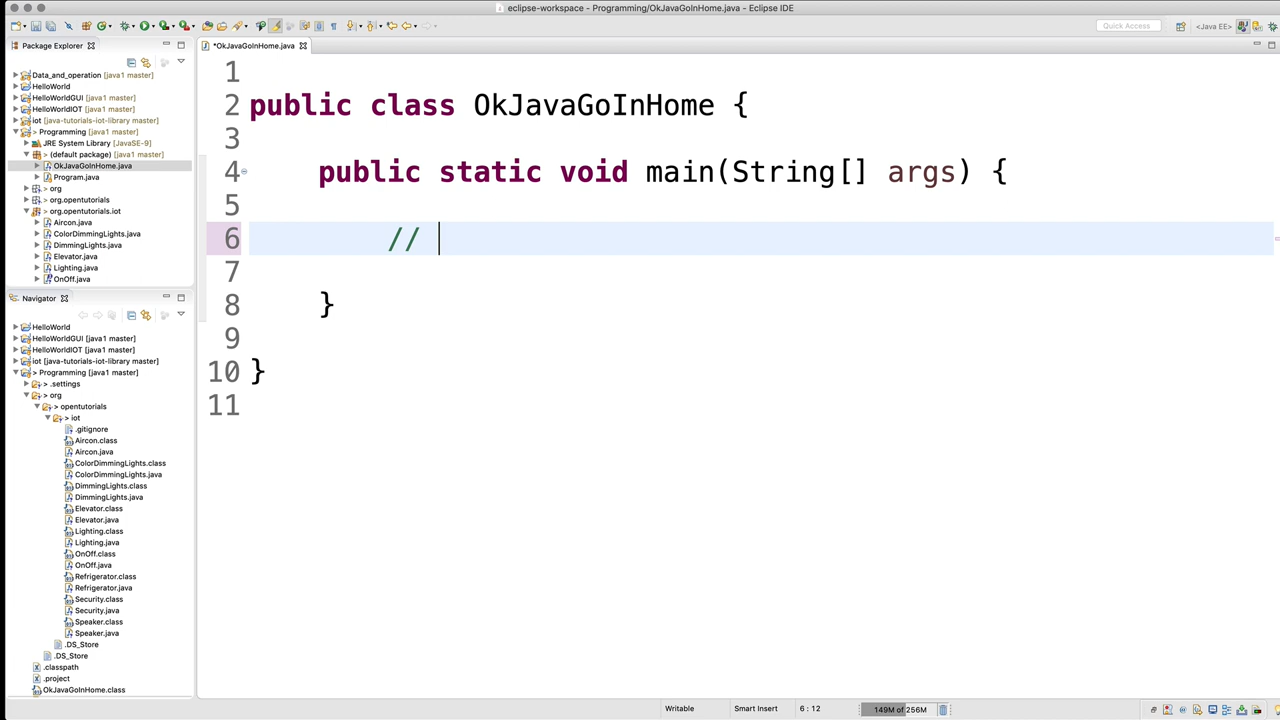 eclipse-workspace - Programming/OkJavaGoInHome.java - Eclipse IDE
Quick Access
<Java EE>
Package Explorer
Data_and_operation [java1 master]
HelloWorld
HelloWorldGUI [java1 master]
HelloWorldIOT [java1 master]
iot [java-tutorials-iot-library master]
> Programming [java1 master]
JRE System Library [JavaSE-9]
> (default package) [java1 master]
OkJavaGoInHome.java
Program.java
> org
> org.opentutorials
> org.opentutorials.iot
Aircon.java
ColorDimmingLights.java
DimmingLights.java
Elevator.java
Lighting.java
OnOff.java
Navigator
HelloWorld
HelloWorldGUI [java1 master]
HelloWorldIOT [java1 master]
iot [java-tutorials-iot-library master]
> Programming [java1 master]
> .settings
> org
> opentutorials
> iot
.gitignore
Aircon.class
Aircon.java
ColorDimmingLights.class
ColorDimmingLights.java
DimmingLights.class
DimmingLights.java
Elevator.class
Elevator.java
Lighting.class
Lighting.java
OnOff.class
OnOff.java
Refrigerator.class
Refrigerator.java
Security.class
Security.java
Speaker.class
Speaker.java
.DS_Store
.DS_Store
.classpath
.project
OkJavaGoInHome.class
*OkJavaGoInHome.java
1
2 public class OkJavaGoInHome {
3
4 public static void main(String[] args) {
5
6 //
7
8 }
9
10 }
11
Writable
Smart Insert
6 : 12
149M of 256M